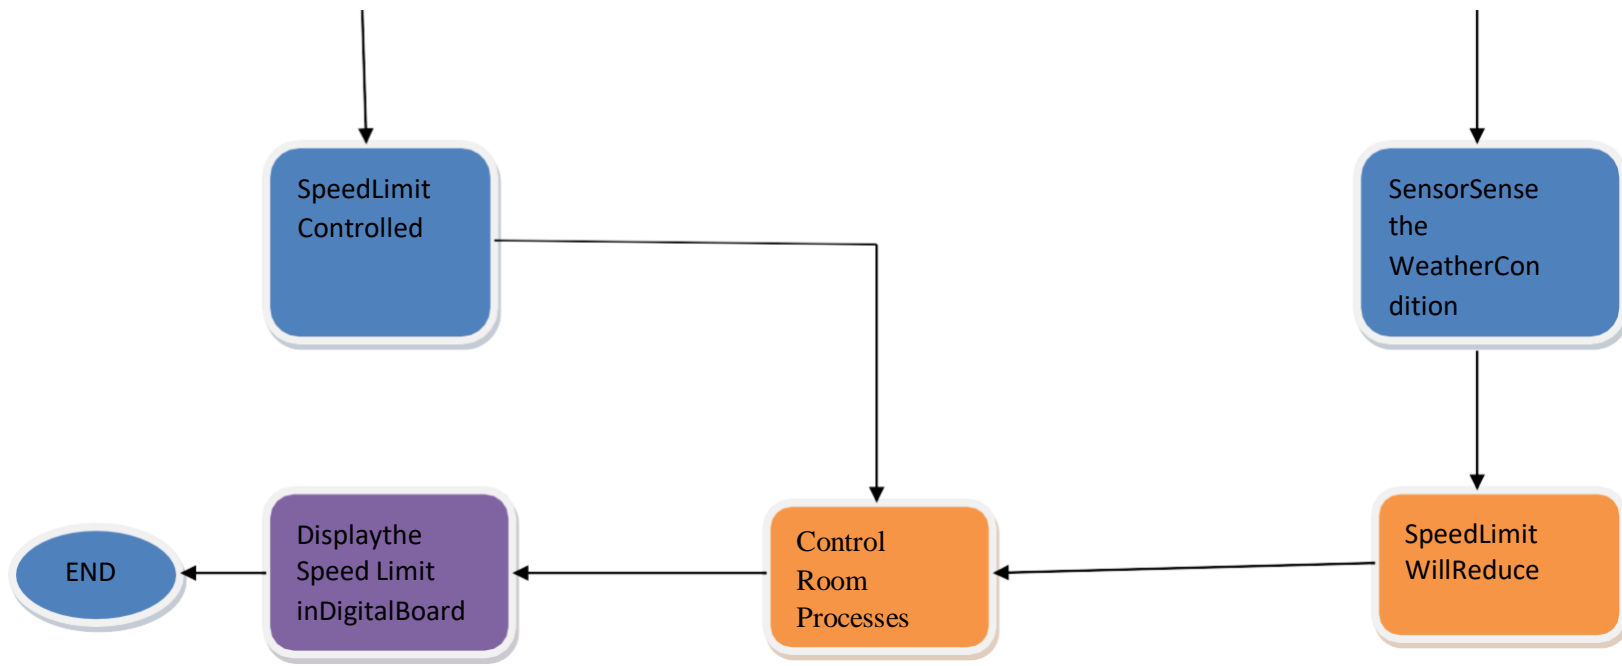 SpeedLimit
Controlled
SensorSense
the
WeatherCon
dition
END
Displaythe
Speed Limit
inDigitalBoard
Control
Room
Processes
SpeedLimit
WillReduce